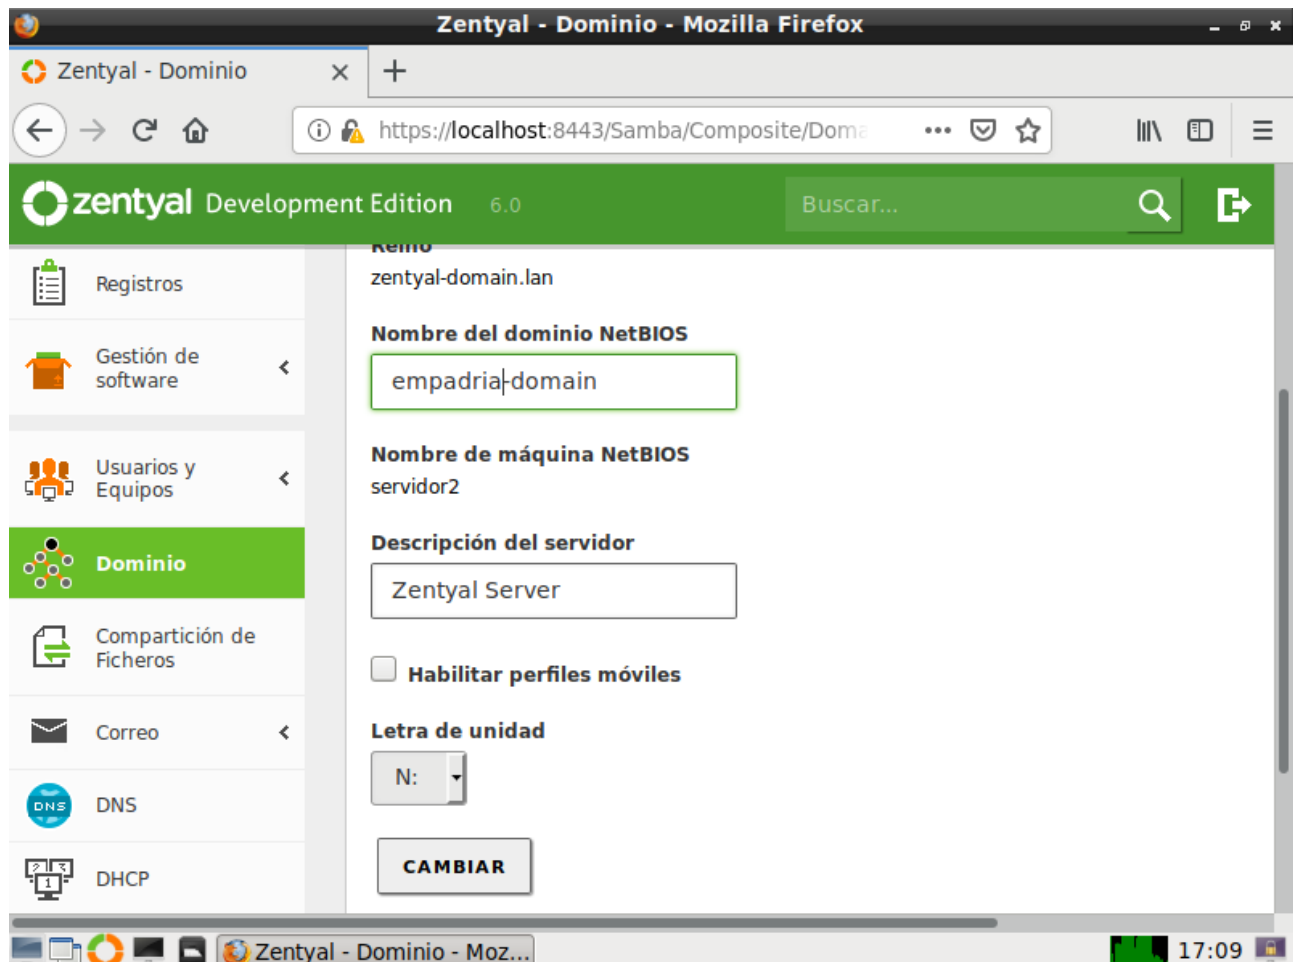 Zentyal - Dominio - Mozilla Firefox
Zentyal - Dominio
https://localhost:8443/Samba/Composite/Doma
zentyal Development Edition 6.0
Buscar...
Registros
Gestión de
software
Usuarios y
Equipos
Dominio
Compartición de
Ficheros
Correo
DNS
DNS
DHCP
Reino
zentyal-domain.lan
Nombre del dominio NetBIOS
empadria-domain
Nombre de máquina NetBIOS
servidor2
Descripción del servidor
Zentyal Server
Habilitar perfiles móviles
Letra de unidad
N:
CAMBIAR
Zentyal - Dominio - Moz...
17:09